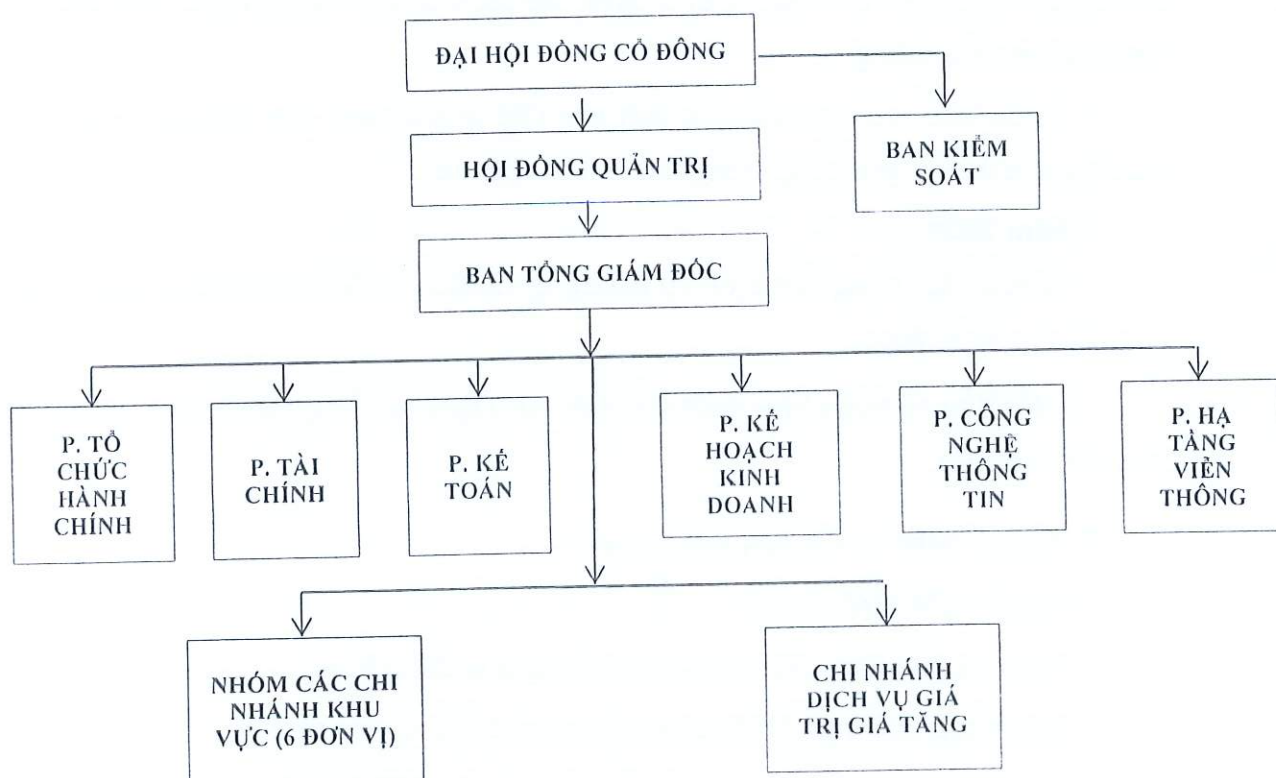 ĐẠI HỘI ĐỒNG CỔ ĐÔNG
HỘI ĐỒNG QUẢN TRỊ
BAN KIỂM
SOÁT
BAN TỔNG GIÁM ĐỐC
P. TỔ
CHỨC
HÀNH
CHÍNH
P. TÀI
CHÍNH
P. KẾ
TOÁN
P. KẾ
HOẠCH
KINH
DOANH
P. CÔNG
NGHỆ
THÔNG
TIN
P. HẠ
TẦNG
VIỄN
THÔNG
NHÓM CÁC CHI
NHÁNH KHU
VỰC (6 ĐƠN VỊ)
CHI NHÁNH
DỊCH VỤ GIÁ
TRỊ GIÁ TĂNG